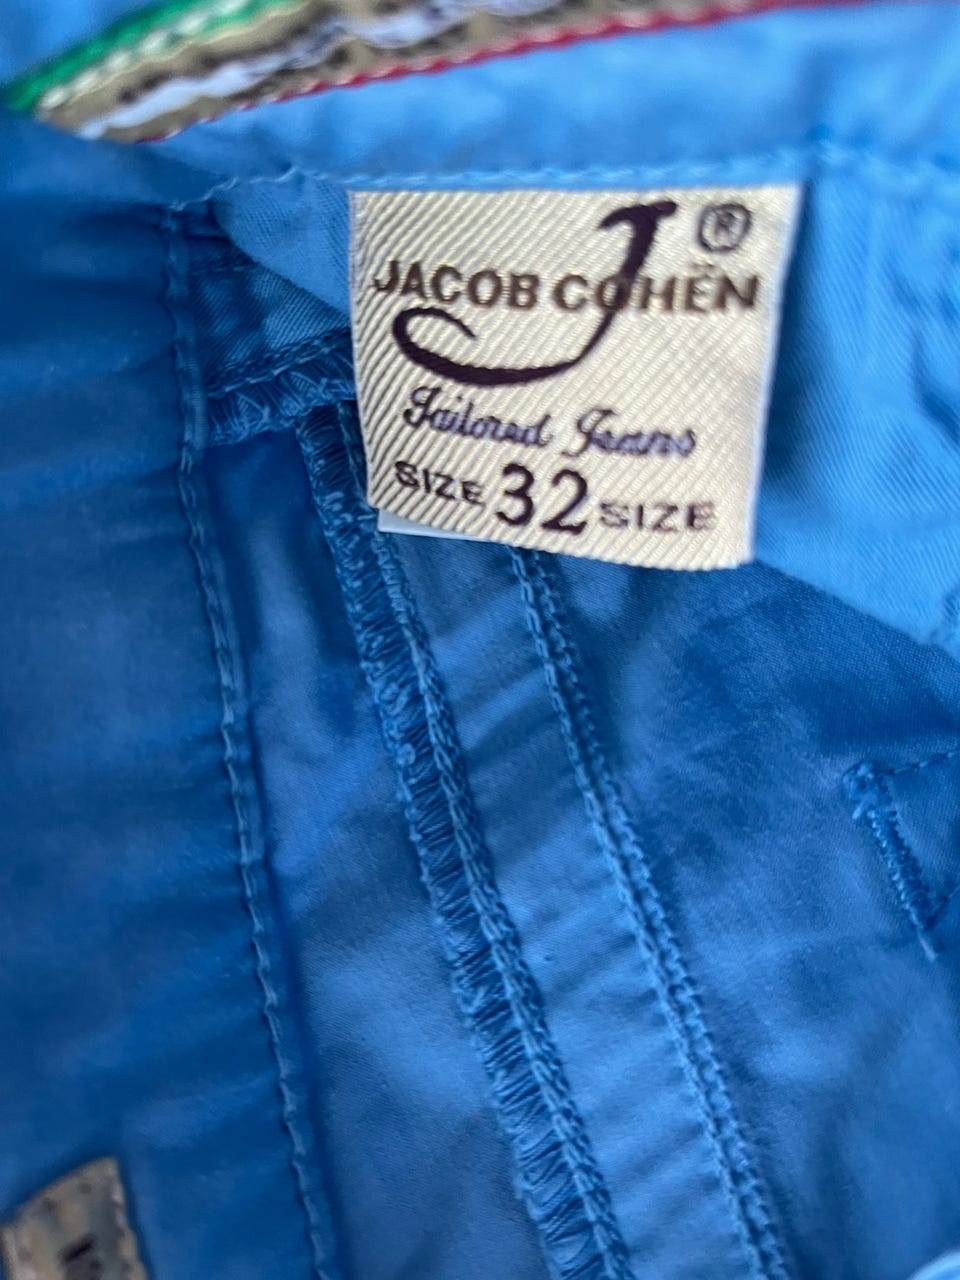 J ®
JACOB COHËN
Tailored Jeans
SIZE 32 SIZE